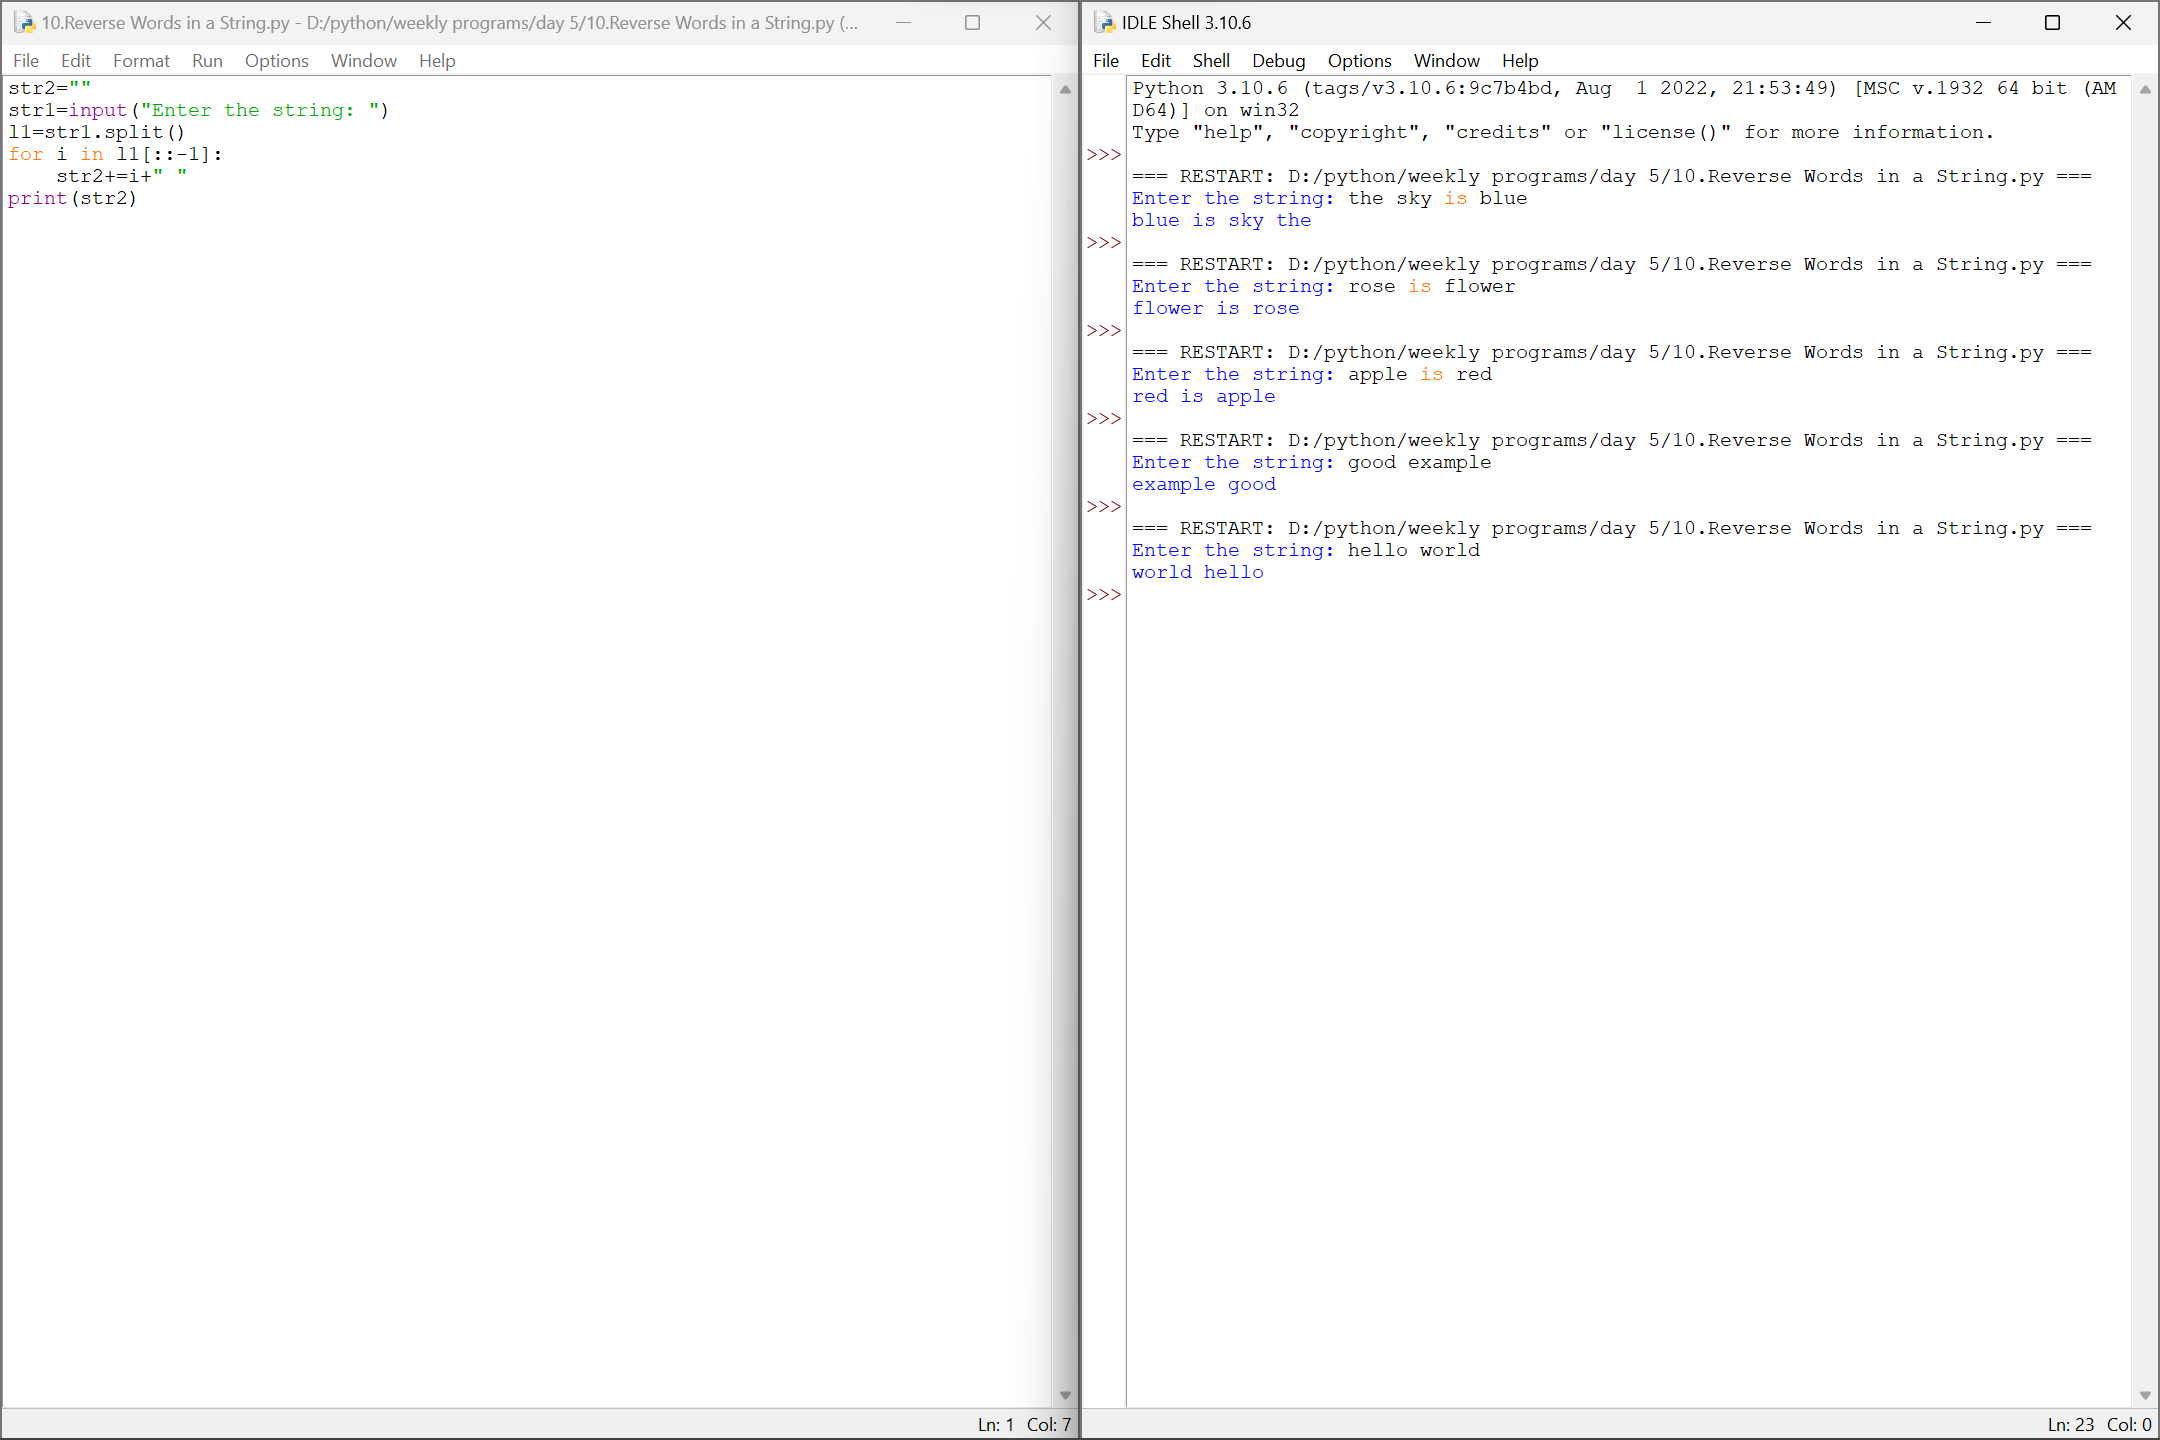 10.Reverse Words in a String.py - D:/python/weekly programs/day 5/10.Reverse Words in a String.py (...
File Edit Format Run Options Window Help
str2=""
str1=input("Enter the string: ")
l1=str1.split()
for i in l1[::-1]:
    str2+=i+" "
print(str2)
Ln: 1 Col: 7
IDLE Shell 3.10.6
File Edit Shell Debug Options Window Help
Python 3.10.6 (tags/v3.10.6:9c7b4bd, Aug  1 2022, 21:53:49) [MSC v.1932 64 bit (AM
D64)] on win32
Type "help", "copyright", "credits" or "license()" for more information.
>>>
=== RESTART: D:/python/weekly programs/day 5/10.Reverse Words in a String.py ===
Enter the string: the sky is blue
blue is sky the
>>>
=== RESTART: D:/python/weekly programs/day 5/10.Reverse Words in a String.py ===
Enter the string: rose is flower
flower is rose
>>>
=== RESTART: D:/python/weekly programs/day 5/10.Reverse Words in a String.py ===
Enter the string: apple is red
red is apple
>>>
=== RESTART: D:/python/weekly programs/day 5/10.Reverse Words in a String.py ===
Enter the string: good example
example good
>>>
=== RESTART: D:/python/weekly programs/day 5/10.Reverse Words in a String.py ===
Enter the string: hello world
world hello
>>>
Ln: 23 Col: 0